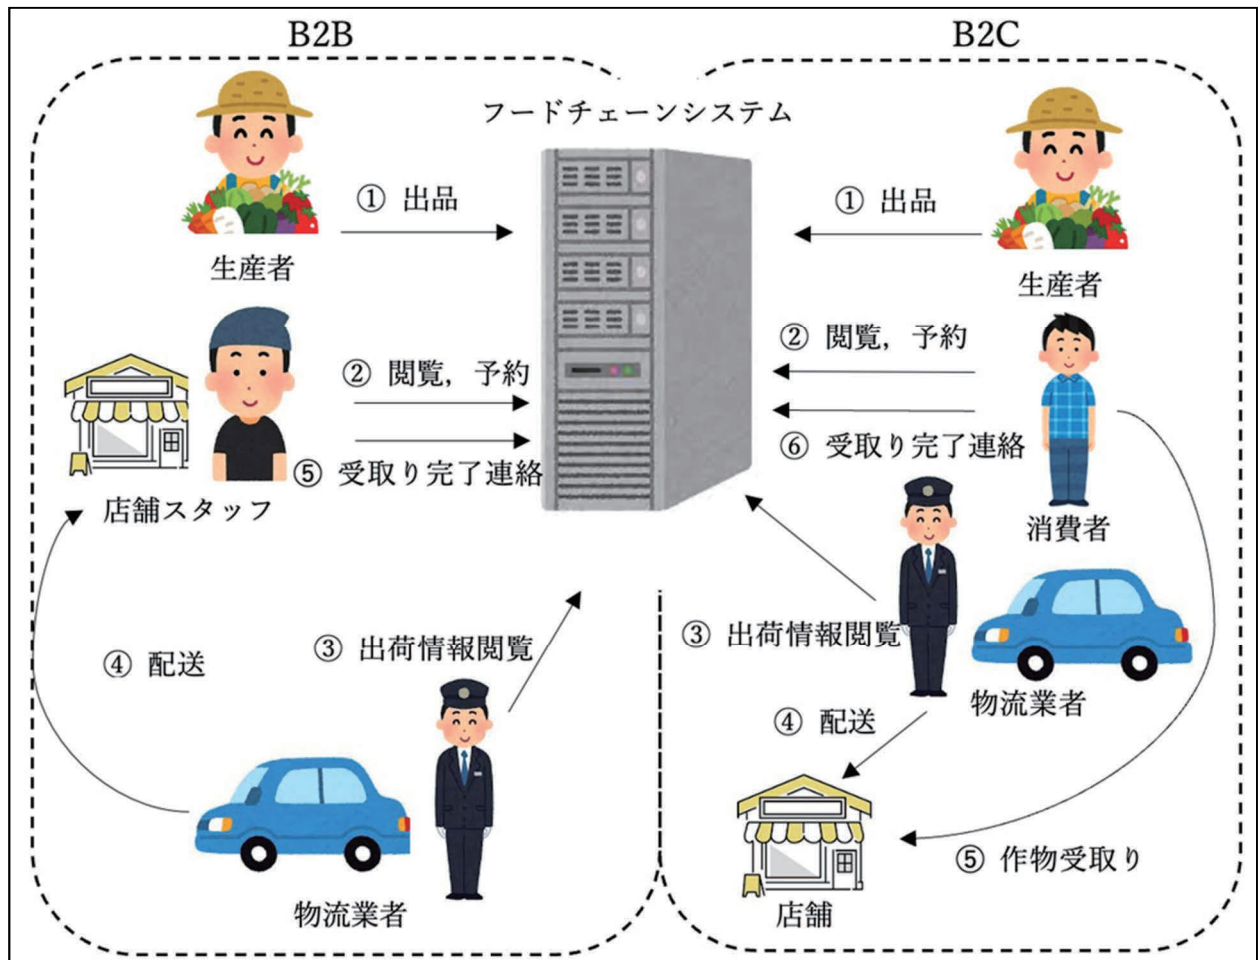 B2B
B2C
フードチェーンシステム
① 出品
生産者
② 閲覧，予約
⑤ 受取り完了連絡
店舗スタッフ
③ 出荷情報閲覧
④ 配送
物流業者
① 出品
生産者
② 閲覧，予約
⑥ 受取り完了連絡
消費者
③ 出荷情報閲覧
物流業者
④ 配送
⑤ 作物受取り
店舗